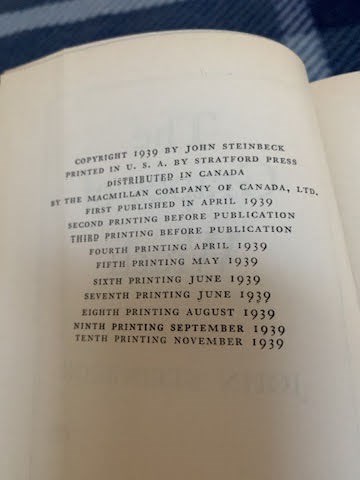 COPYRIGHT 1939 BY JOHN STEINBECK
PRINTED IN U. S. A. BY STRATFORD PRESS
DISTRIBUTED IN CANADA
BY THE MACMILLAN COMPANY OF CANADA, LTD.
FIRST PUBLISHED IN APRIL 1939
SECOND PRINTING BEFORE PUBLICATION
THIRD PRINTING BEFORE PUBLICATION
FOURTH PRINTING APRIL 1939
FIFTH PRINTING MAY 1939
SIXTH PRINTING JUNE 1939
SEVENTH PRINTING JUNE 1939
EIGHTH PRINTING AUGUST 1939
NINTH PRINTING SEPTEMBER 1939
TENTH PRINTING NOVEMBER 1939